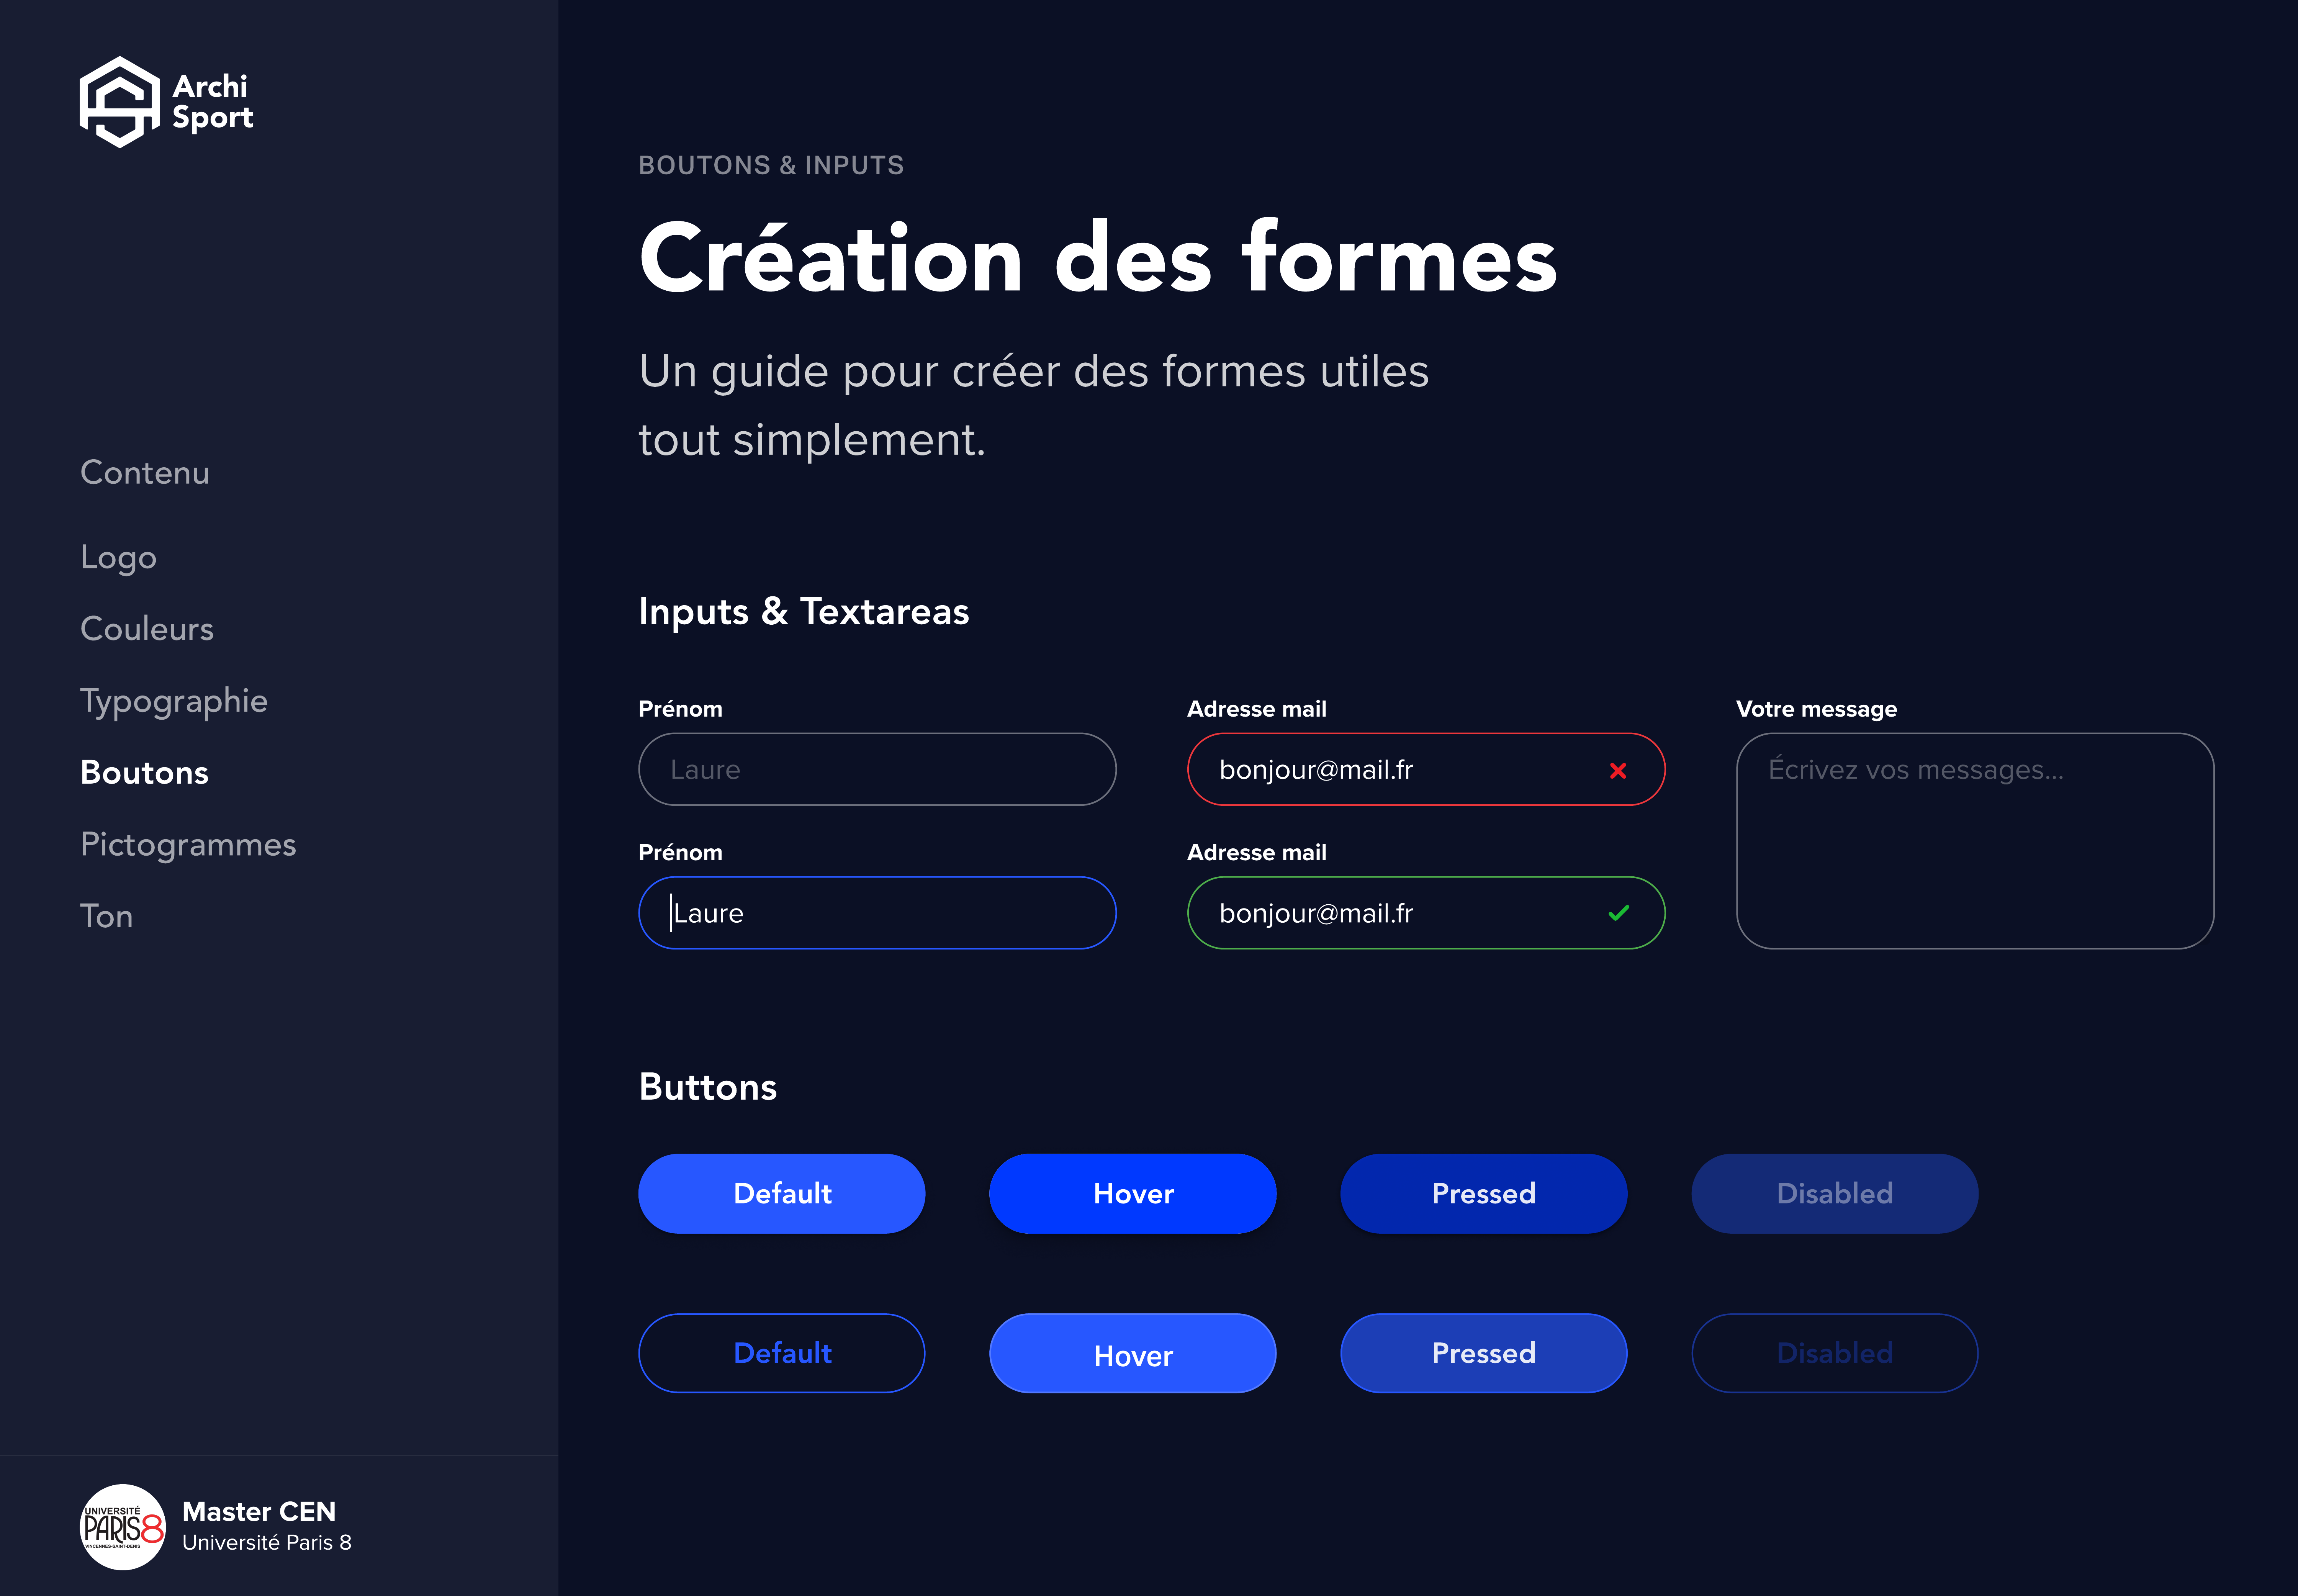 Archi
Sport
Contenu
Logo
Couleurs
Typographie
Boutons
Pictogrammes
Ton
UNIVERSITÉ
PARIS8
VINCENNES-SAINT-DENIS
Master CEN
Université Paris 8
BOUTONS & INPUTS
Création des formes
Un guide pour créer des formes utiles
tout simplement.
Inputs & Textareas
Prénom
Laure
Adresse mail
bonjour@mail.fr
Votre message
Écrivez vos messages...
Prénom
Laure
Adresse mail
bonjour@mail.fr
Buttons
Default
Hover
Pressed
Disabled
Default
Hover
Pressed
Disabled